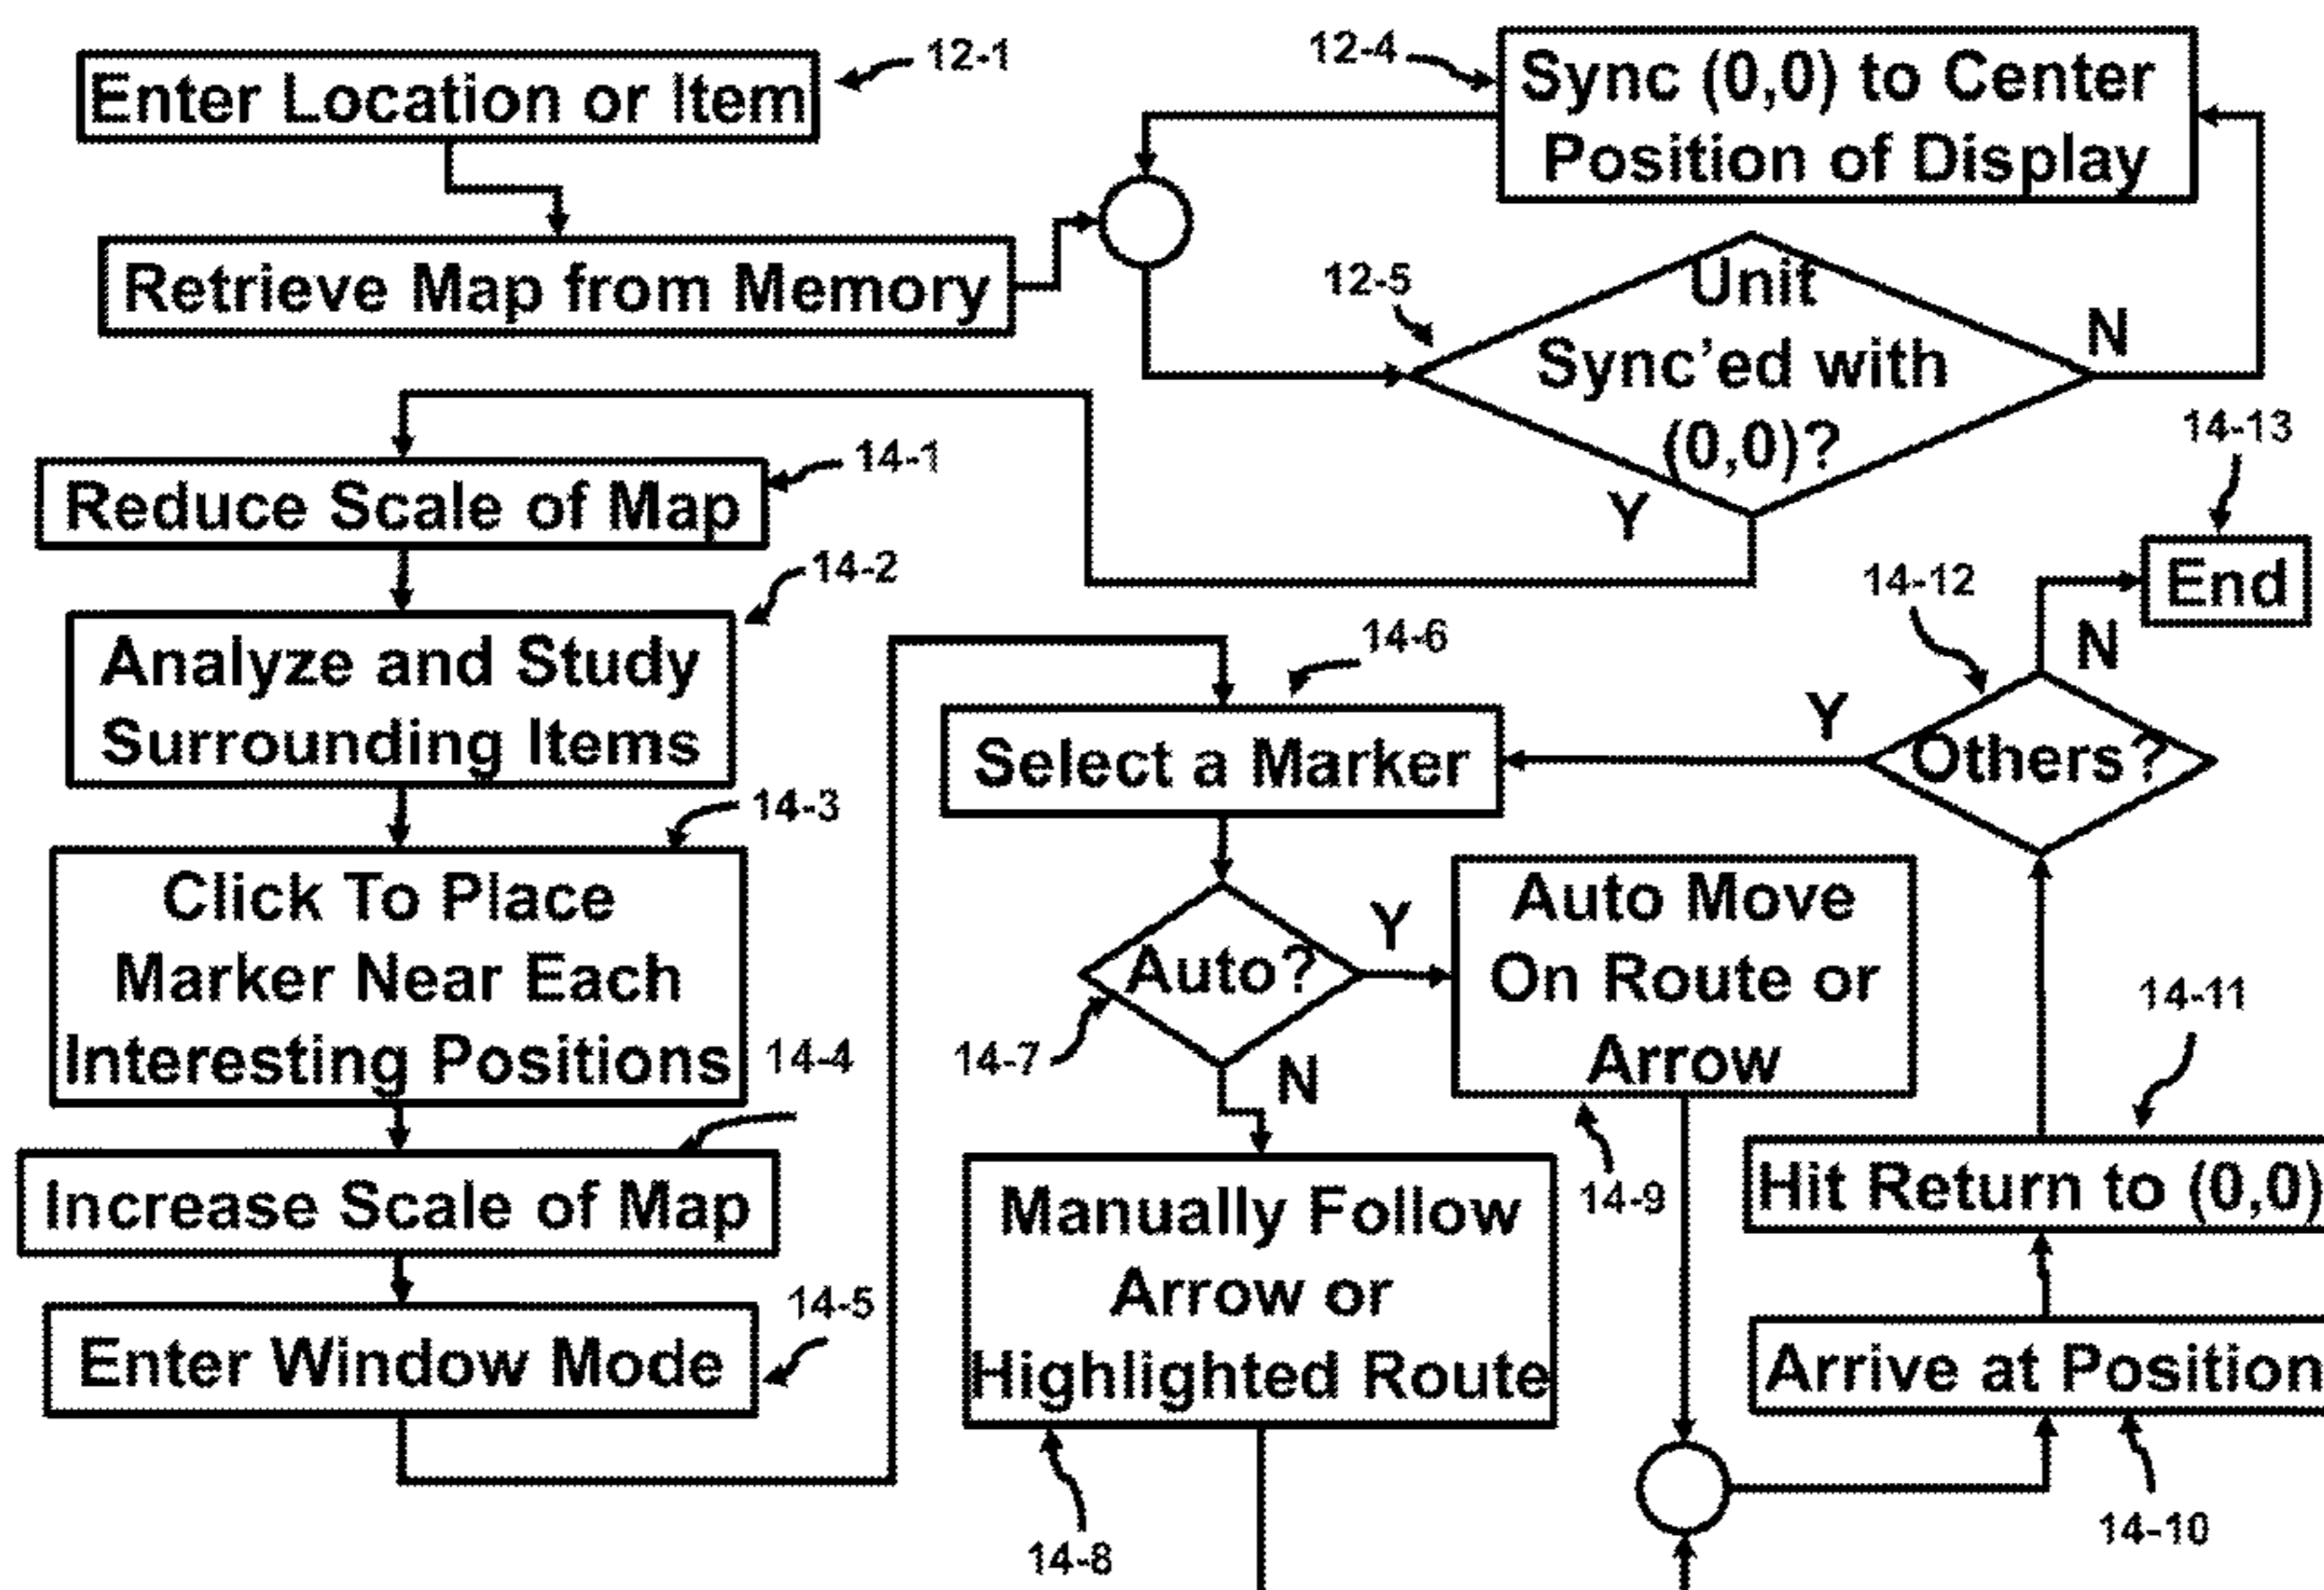 Enter Location or Item
12-1
Retrieve Map from Memory
12-4
Sync (0,0) to Center
Position of Display
12-5
Unit
Sync'ed with
(0,0)?
N
Y
Reduce Scale of Map
14-1
Analyze and Study
Surrounding Items
14-2
Click To Place
Marker Near Each
Interesting Positions
14-3
Increase Scale of Map
14-4
Enter Window Mode
14-5
Select a Marker
14-6
Auto?
14-7
Y
N
Manually Follow
Arrow or
Highlighted Route
14-8
Auto Move
On Route or
Arrow
14-9
Arrive at Position
14-10
Hit Return to (0,0)
14-11
Others?
14-12
Y
N
End
14-13